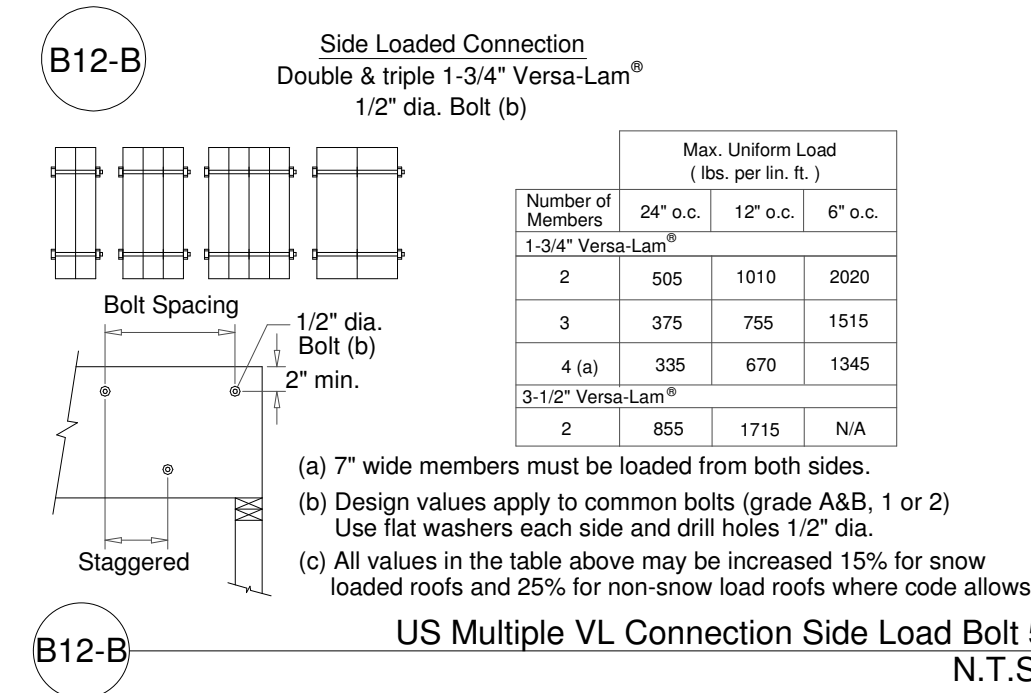 B12-B
Side Loaded Connection
Double & triple 1-3/4" Versa-Lam®
1/2" dia. Bolt (b)
Max. Uniform Load
( lbs. per lin. ft. )
Number of
Members
24" o.c. 12" o.c. 6" o.c.
1-3/4" Versa-Lam®
2 505 1010 2020
3 375 755 1515
4 (a) 335 670 1345
3-1/2" Versa-Lam®
2 855 1715 N/A
Bolt Spacing
1/2" dia.
Bolt (b)
2" min.
Staggered
(a) 7" wide members must be loaded from both sides.
(b) Design values apply to common bolts (grade A&B, 1 or 2)
Use flat washers each side and drill holes 1/2" dia.
(c) All values in the table above may be increased 15% for snow
loaded roofs and 25% for non-snow load roofs where code allows
B12-B
US Multiple VL Connection Side Load Bolt
N.T.S